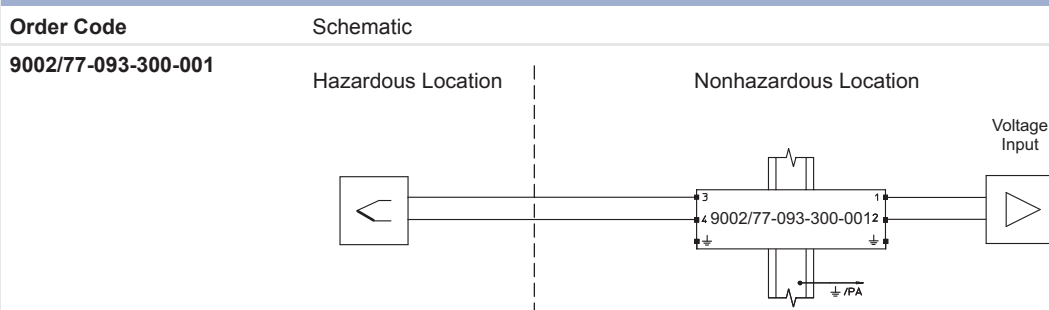 Order Code Schematic
9002/77-093-300-001
Hazardous Location Nonhazardous Location
Voltage
Input
3 1
4 9002/77-093-300-001 2
/PA